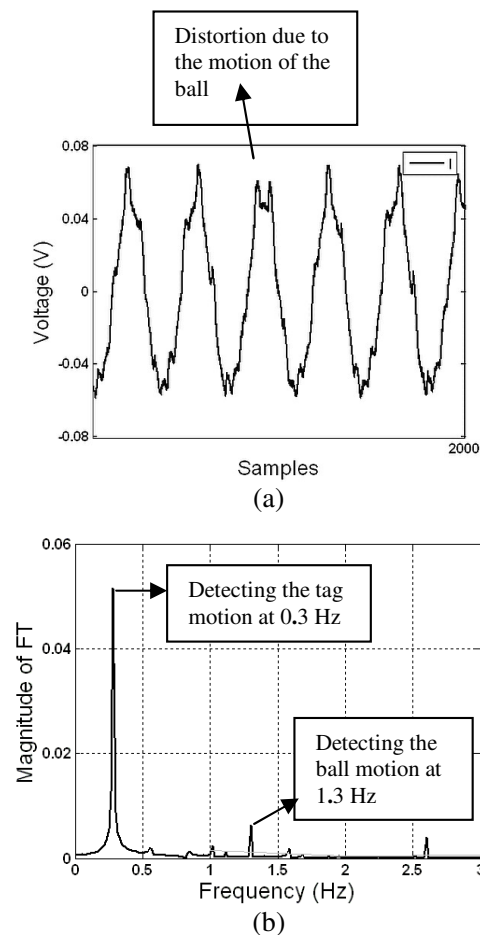 Distortion due to
the motion of the
ball
0.08
0.04
0
-0.04
-0.08
Voltage (V)
I
2000
Samples
(a)
0.06
0.04
0.02
0
Magnitude of FT
Detecting the tag
motion at 0.3 Hz
Detecting the
ball motion at
1.3 Hz
0 0.5 1 1.5 2 2.5 3
Frequency (Hz)
(b)